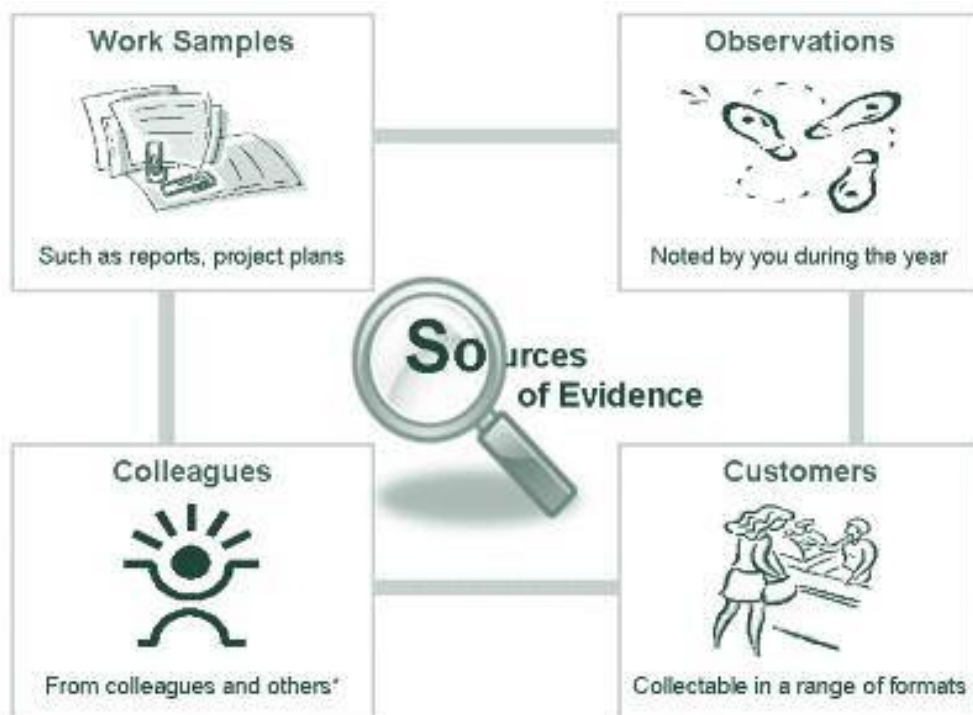 Work Samples
Such as reports, project plans
Observations
Noted by you during the year
Sources
of Evidence
Colleagues
From colleagues and others*
Customers
Collectable in a range of formats